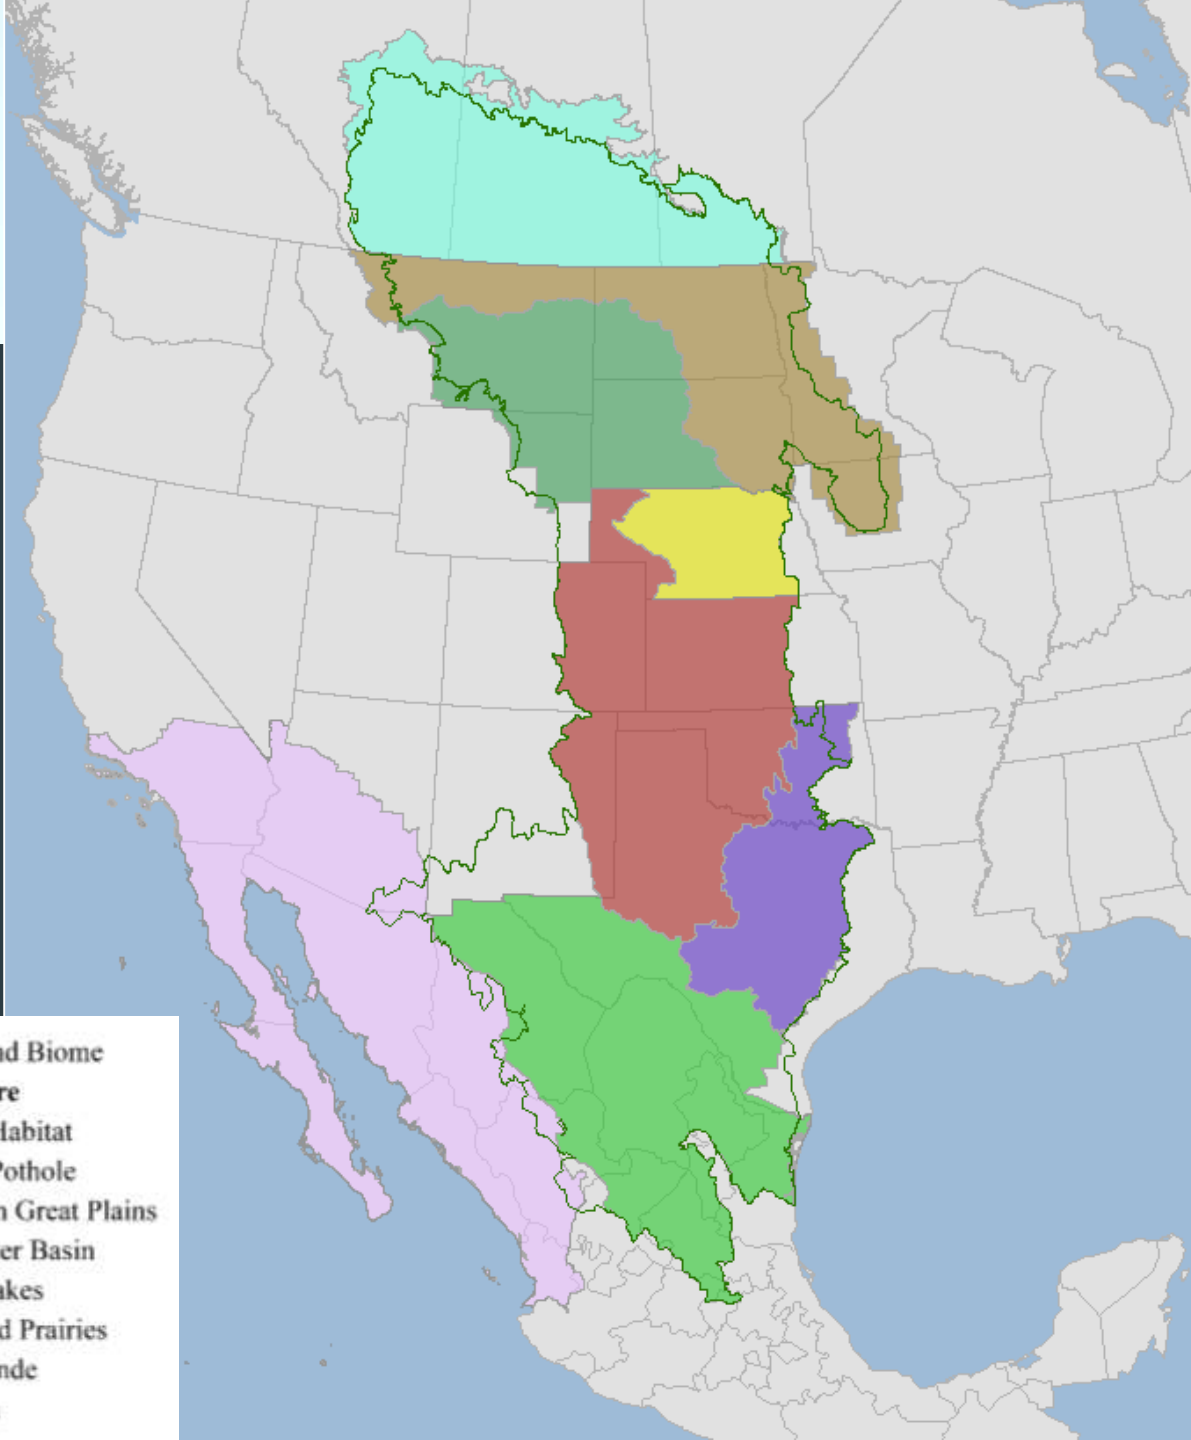 nd Biome
re
Habitat
Pothole
n Great Plains
er Basin
akes
d Prairies
nde